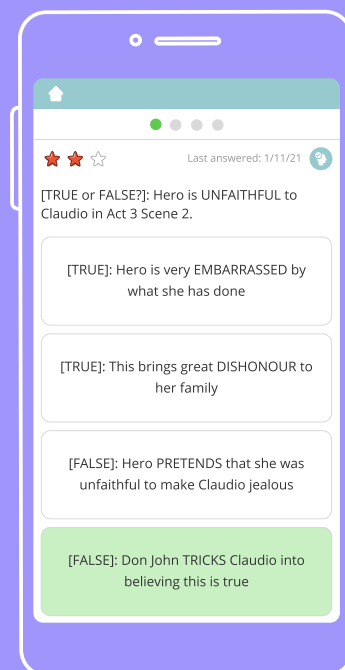 Last answered: 1/11/21
[TRUE or FALSE?]: Hero is UNFAITHFUL to
Claudio in Act 3 Scene 2.
[TRUE]: Hero is very EMBARRASSED by
what she has done
[TRUE]: This brings great DISHONOUR to
her family
[FALSE]: Hero PRETENDS that she was
unfaithful to make Claudio jealous
[FALSE]: Don John TRICKS Claudio into
believing this is true